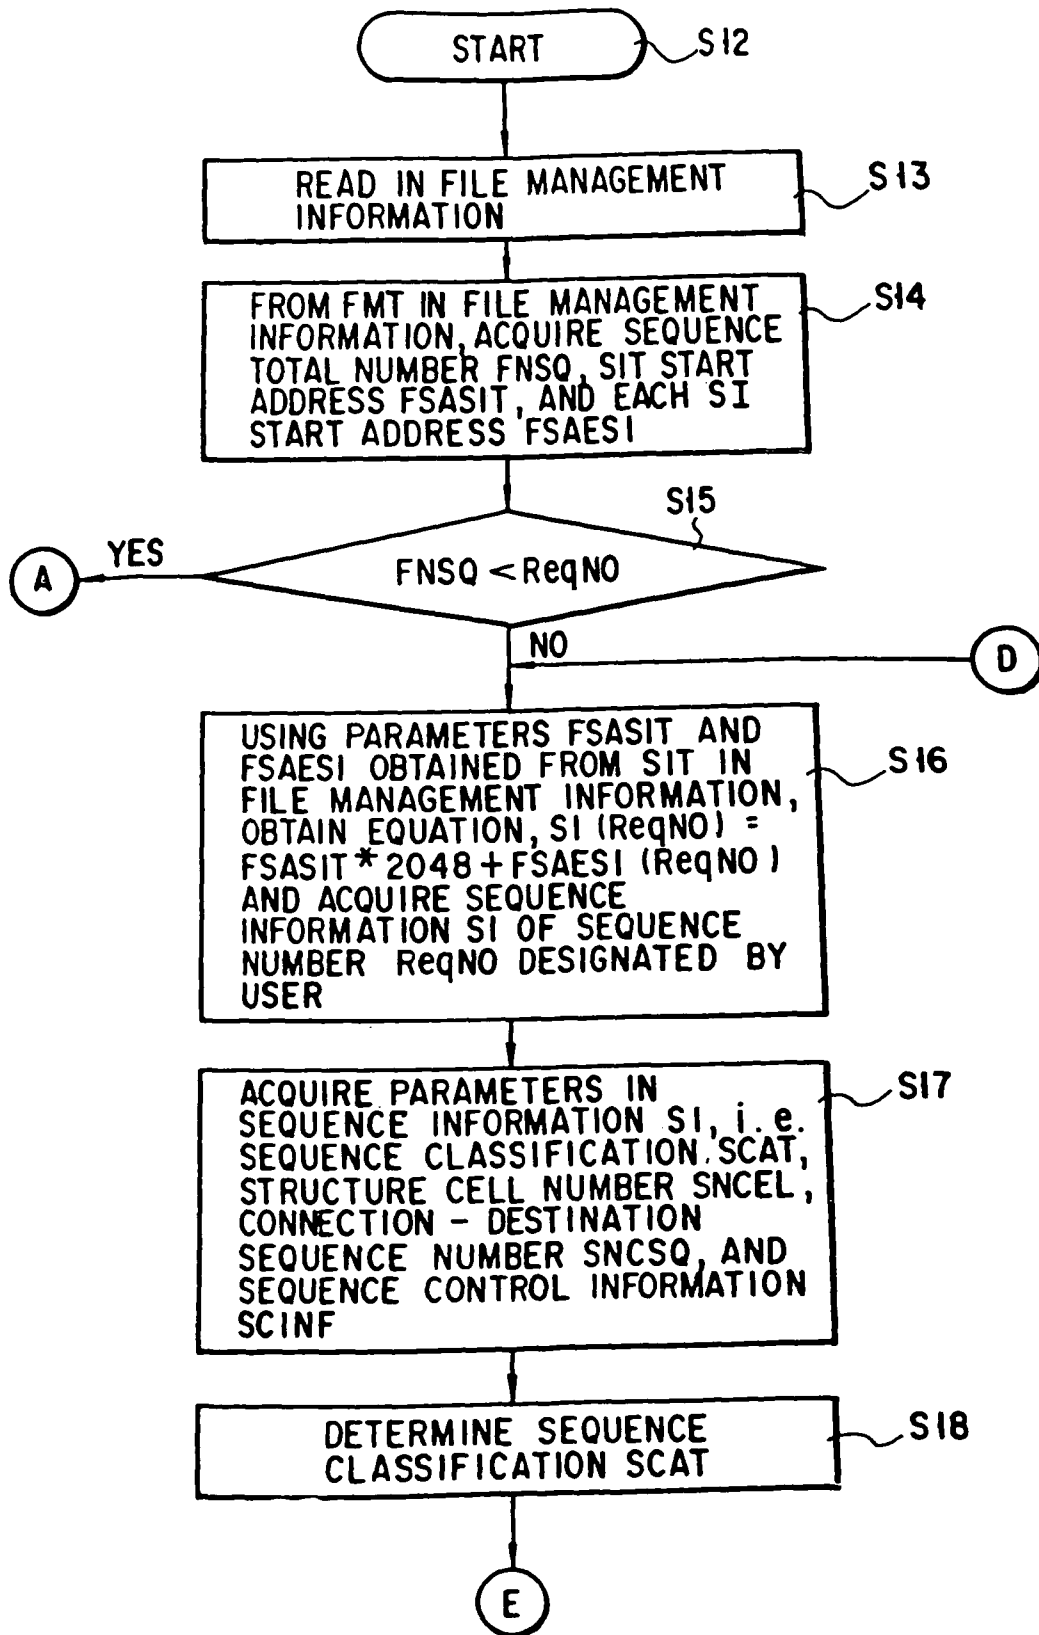 START
S12
READ IN FILE MANAGEMENT
INFORMATION
S13
FROM FMT IN FILE MANAGEMENT
INFORMATION, ACQUIRE SEQUENCE
TOTAL NUMBER FNSQ, SIT START
ADDRESS FSASIT, AND EACH SI
START ADDRESS FSAESI
S14
S15
FNSQ < ReqNO
YES
A
NO
D
USING PARAMETERS FSASIT AND
FSAESI OBTAINED FROM SIT IN
FILE MANAGEMENT INFORMATION,
OBTAIN EQUATION, SI (ReqNO) =
FSASIT * 2048 + FSAESI (ReqNO)
AND ACQUIRE SEQUENCE
INFORMATION SI OF SEQUENCE
NUMBER ReqNO DESIGNATED BY
USER
S16
ACQUIRE PARAMETERS IN
SEQUENCE INFORMATION SI, i.e.
SEQUENCE CLASSIFICATION SCAT,
STRUCTURE CELL NUMBER SNCEL,
CONNECTION - DESTINATION
SEQUENCE NUMBER SNCSQ, AND
SEQUENCE CONTROL INFORMATION
SCINF
S17
DETERMINE SEQUENCE
CLASSIFICATION SCAT
S18
E